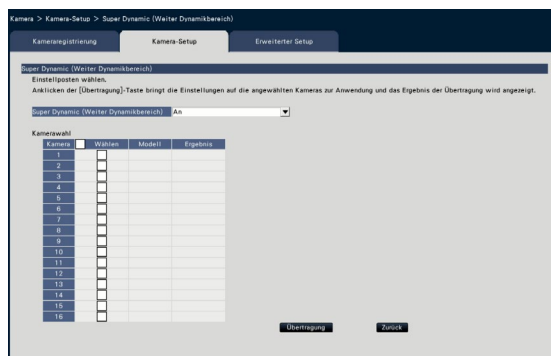 Kamera > Kamera-Setup > Super Dynamic (Weiter Dynamikbereich)
Kameraregistrierung Kamera-Setup Erweiterter Setup
Super Dynamic (Weiter Dynamikbereich)
Einstellposten wählen.
Anklicken der [Übertragung]-Taste bringt die Einstellungen auf die angewählten Kameras zur Anwendung und das Ergebnis der Übertragung wird angezeigt.
Super Dynamic (Weiter Dynamikbereich) An
Kamerawahl
Kamera Wählen Modell Ergebnis
1
2
3
4
5
6
7
8
9
10
11
12
13
14
15
16
Übertragung Zurück